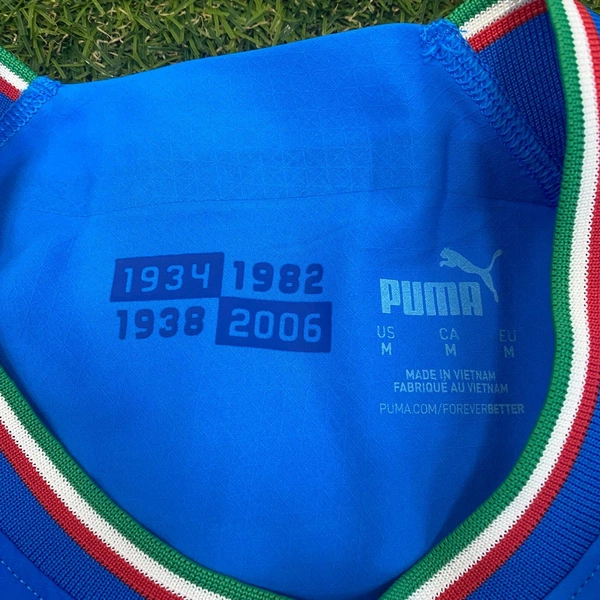 1934 1982
1938 2006
PUMA
US CA EU
M M M
MADE IN VIETNAM
FABRIQUÉ AU VIETNAM
PUMA.COM/FOREVERBETTER